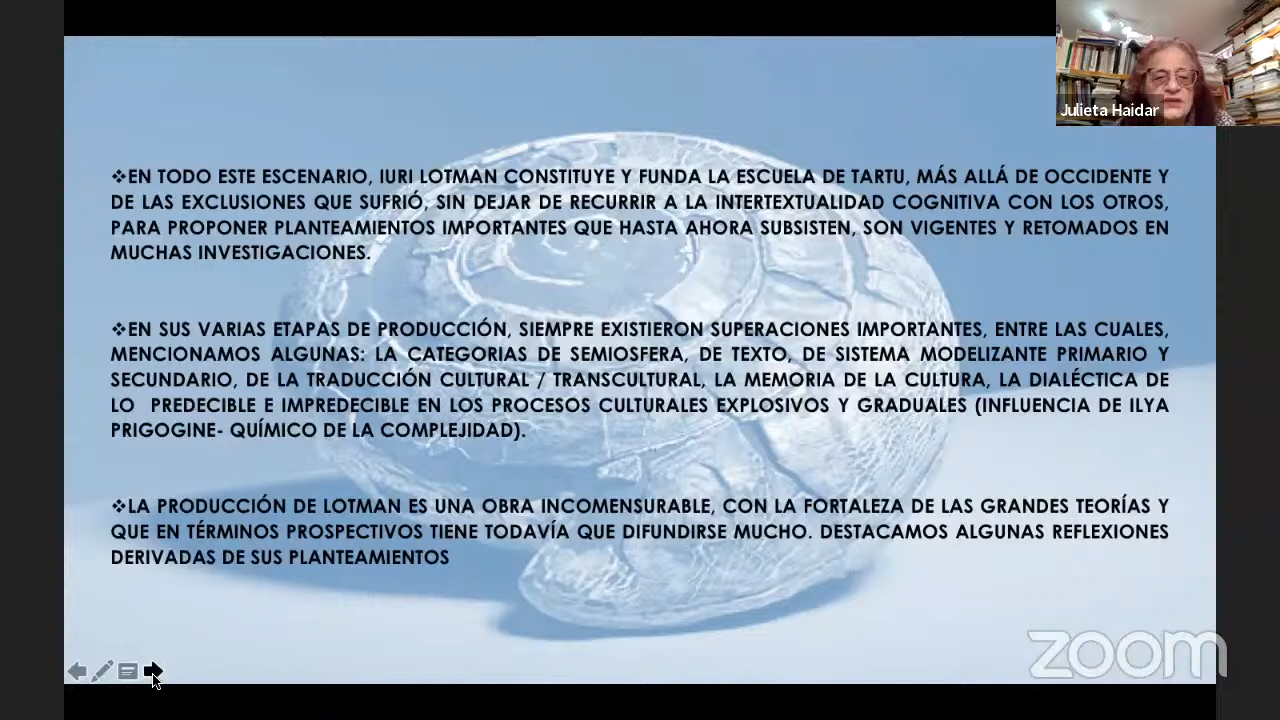 Julieta Haidar
❖EN TODO ESTE ESCENARIO, IURI LOTMAN CONSTITUYE Y FUNDA LA ESCUELA DE TARTU, MÁS ALLÁ DE OCCIDENTE Y
DE LAS EXCLUSIONES QUE SUFRIÓ, SIN DEJAR DE RECURRIR A LA INTERTEXTUALIDAD COGNITIVA CON LOS OTROS,
PARA PROPONER PLANTEAMIENTOS IMPORTANTES QUE HASTA AHORA SUBSISTEN, SON VIGENTES Y RETOMADOS EN
MUCHAS INVESTIGACIONES.
❖EN SUS VARIAS ETAPAS DE PRODUCCIÓN, SIEMPRE EXISTIERON SUPERACIONES IMPORTANTES, ENTRE LAS CUALES,
MENCIONAMOS ALGUNAS: LA CATEGORIAS DE SEMIOSFERA, DE TEXTO, DE SISTEMA MODELIZANTE PRIMARIO Y
SECUNDARIO, DE LA TRADUCCIÓN CULTURAL / TRANSCULTURAL, LA MEMORIA DE LA CULTURA, LA DIALÉCTICA DE
LO PREDECIBLE E IMPREDECIBLE EN LOS PROCESOS CULTURALES EXPLOSIVOS Y GRADUALES (INFLUENCIA DE ILYA
PRIGOGINE- QUÍMICO DE LA COMPLEJIDAD).
❖LA PRODUCCIÓN DE LOTMAN ES UNA OBRA INCOMENSURABLE, CON LA FORTALEZA DE LAS GRANDES TEORÍAS Y
QUE EN TÉRMINOS PROSPECTIVOS TIENE TODAVÍA QUE DIFUNDIRSE MUCHO. DESTACAMOS ALGUNAS REFLEXIONES
DERIVADAS DE SUS PLANTEAMIENTOS
zoom